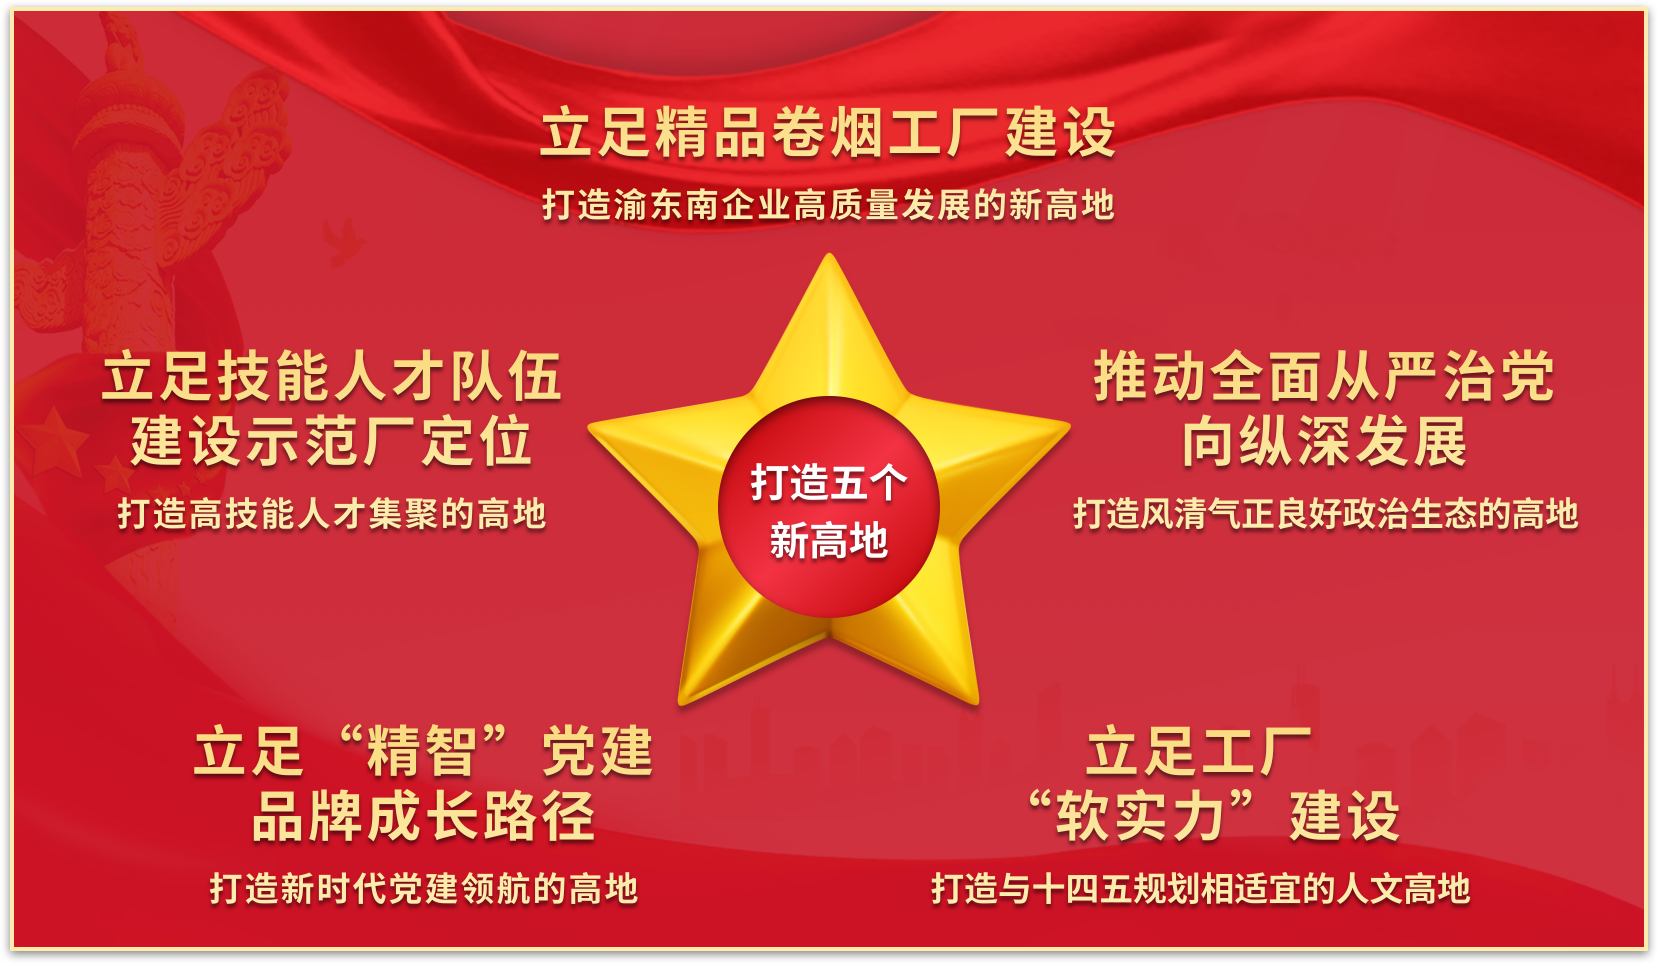 立足精品卷烟工厂建设
打造渝东南企业高质量发展的新高地
立足技能人才队伍
建设示范厂定位
打造高技能人才集聚的高地
推动全面从严治党
向纵深发展
打造风清气正良好政治生态的高地
打造五个
新高地
立足“精智”党建
品牌成长路径
打造新时代党建领航的高地
立足工厂
“软实力”建设
打造与十四五规划相适宜的人文高地